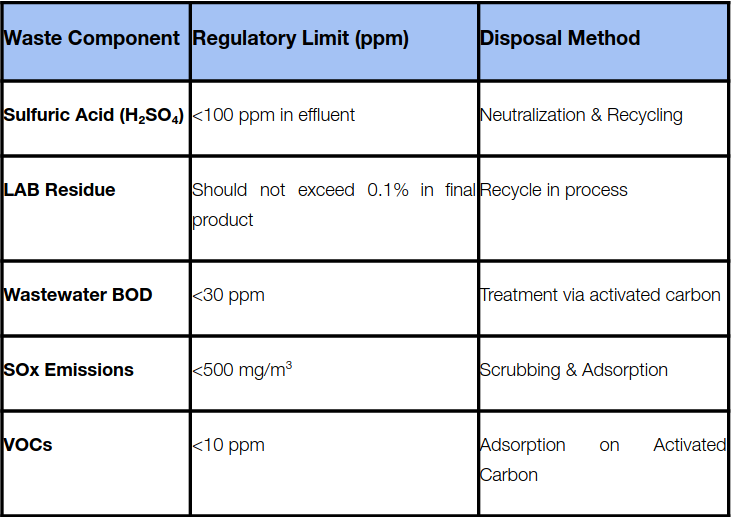 Waste Component Regulatory Limit (ppm) Disposal Method
Sulfuric Acid (H₂SO₄) <100 ppm in effluent Neutralization & Recycling
LAB Residue Should not exceed 0.1% in final Recycle in process
product
Wastewater BOD <30 ppm Treatment via activated carbon
SOx Emissions <500 mg/m³ Scrubbing & Adsorption
VOCs <10 ppm Adsorption on Activated
Carbon